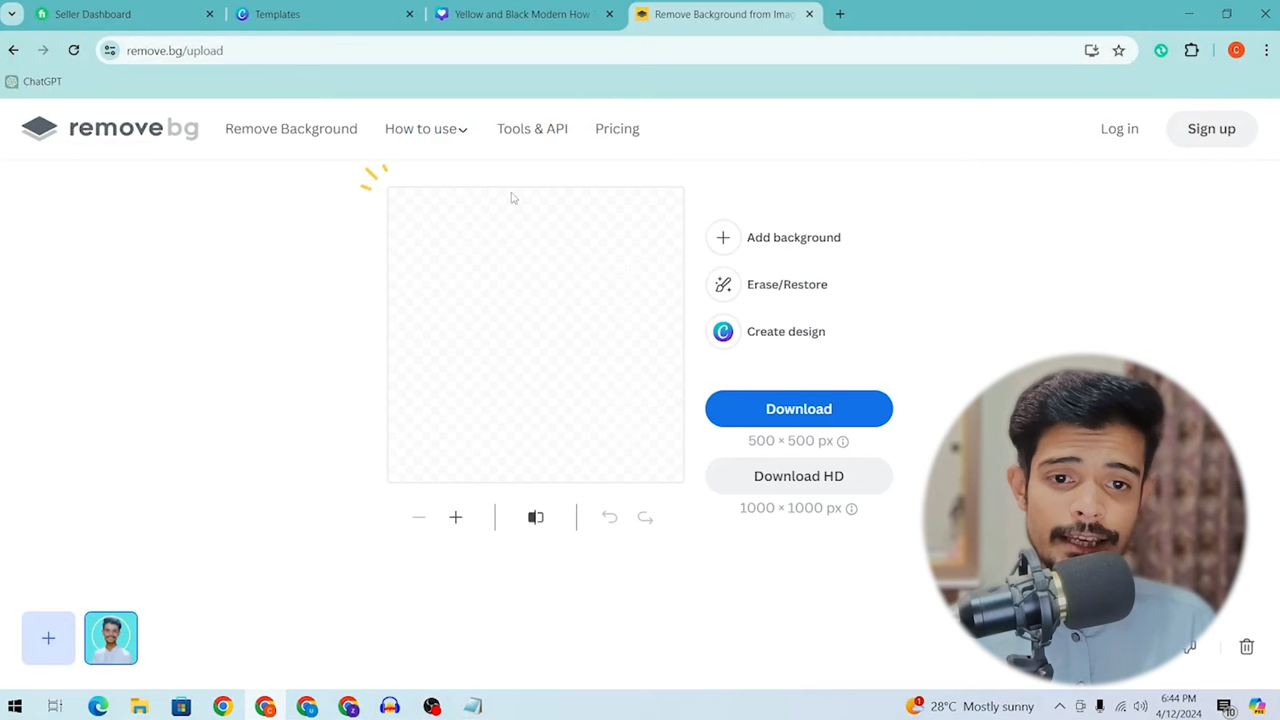 Seller Dashboard
Templates
Yellow and Black Modern How T
Remove Background from Imag
remove.bg/upload
C
ChatGPT
removebg
Remove Background
How to use
Tools & API
Pricing
Log in
Sign up
Add background
Erase/Restore
Create design
Download
500 × 500 px
Download HD
1000 × 1000 px
28°C Mostly sunny
6:44 PM
4/12/2024